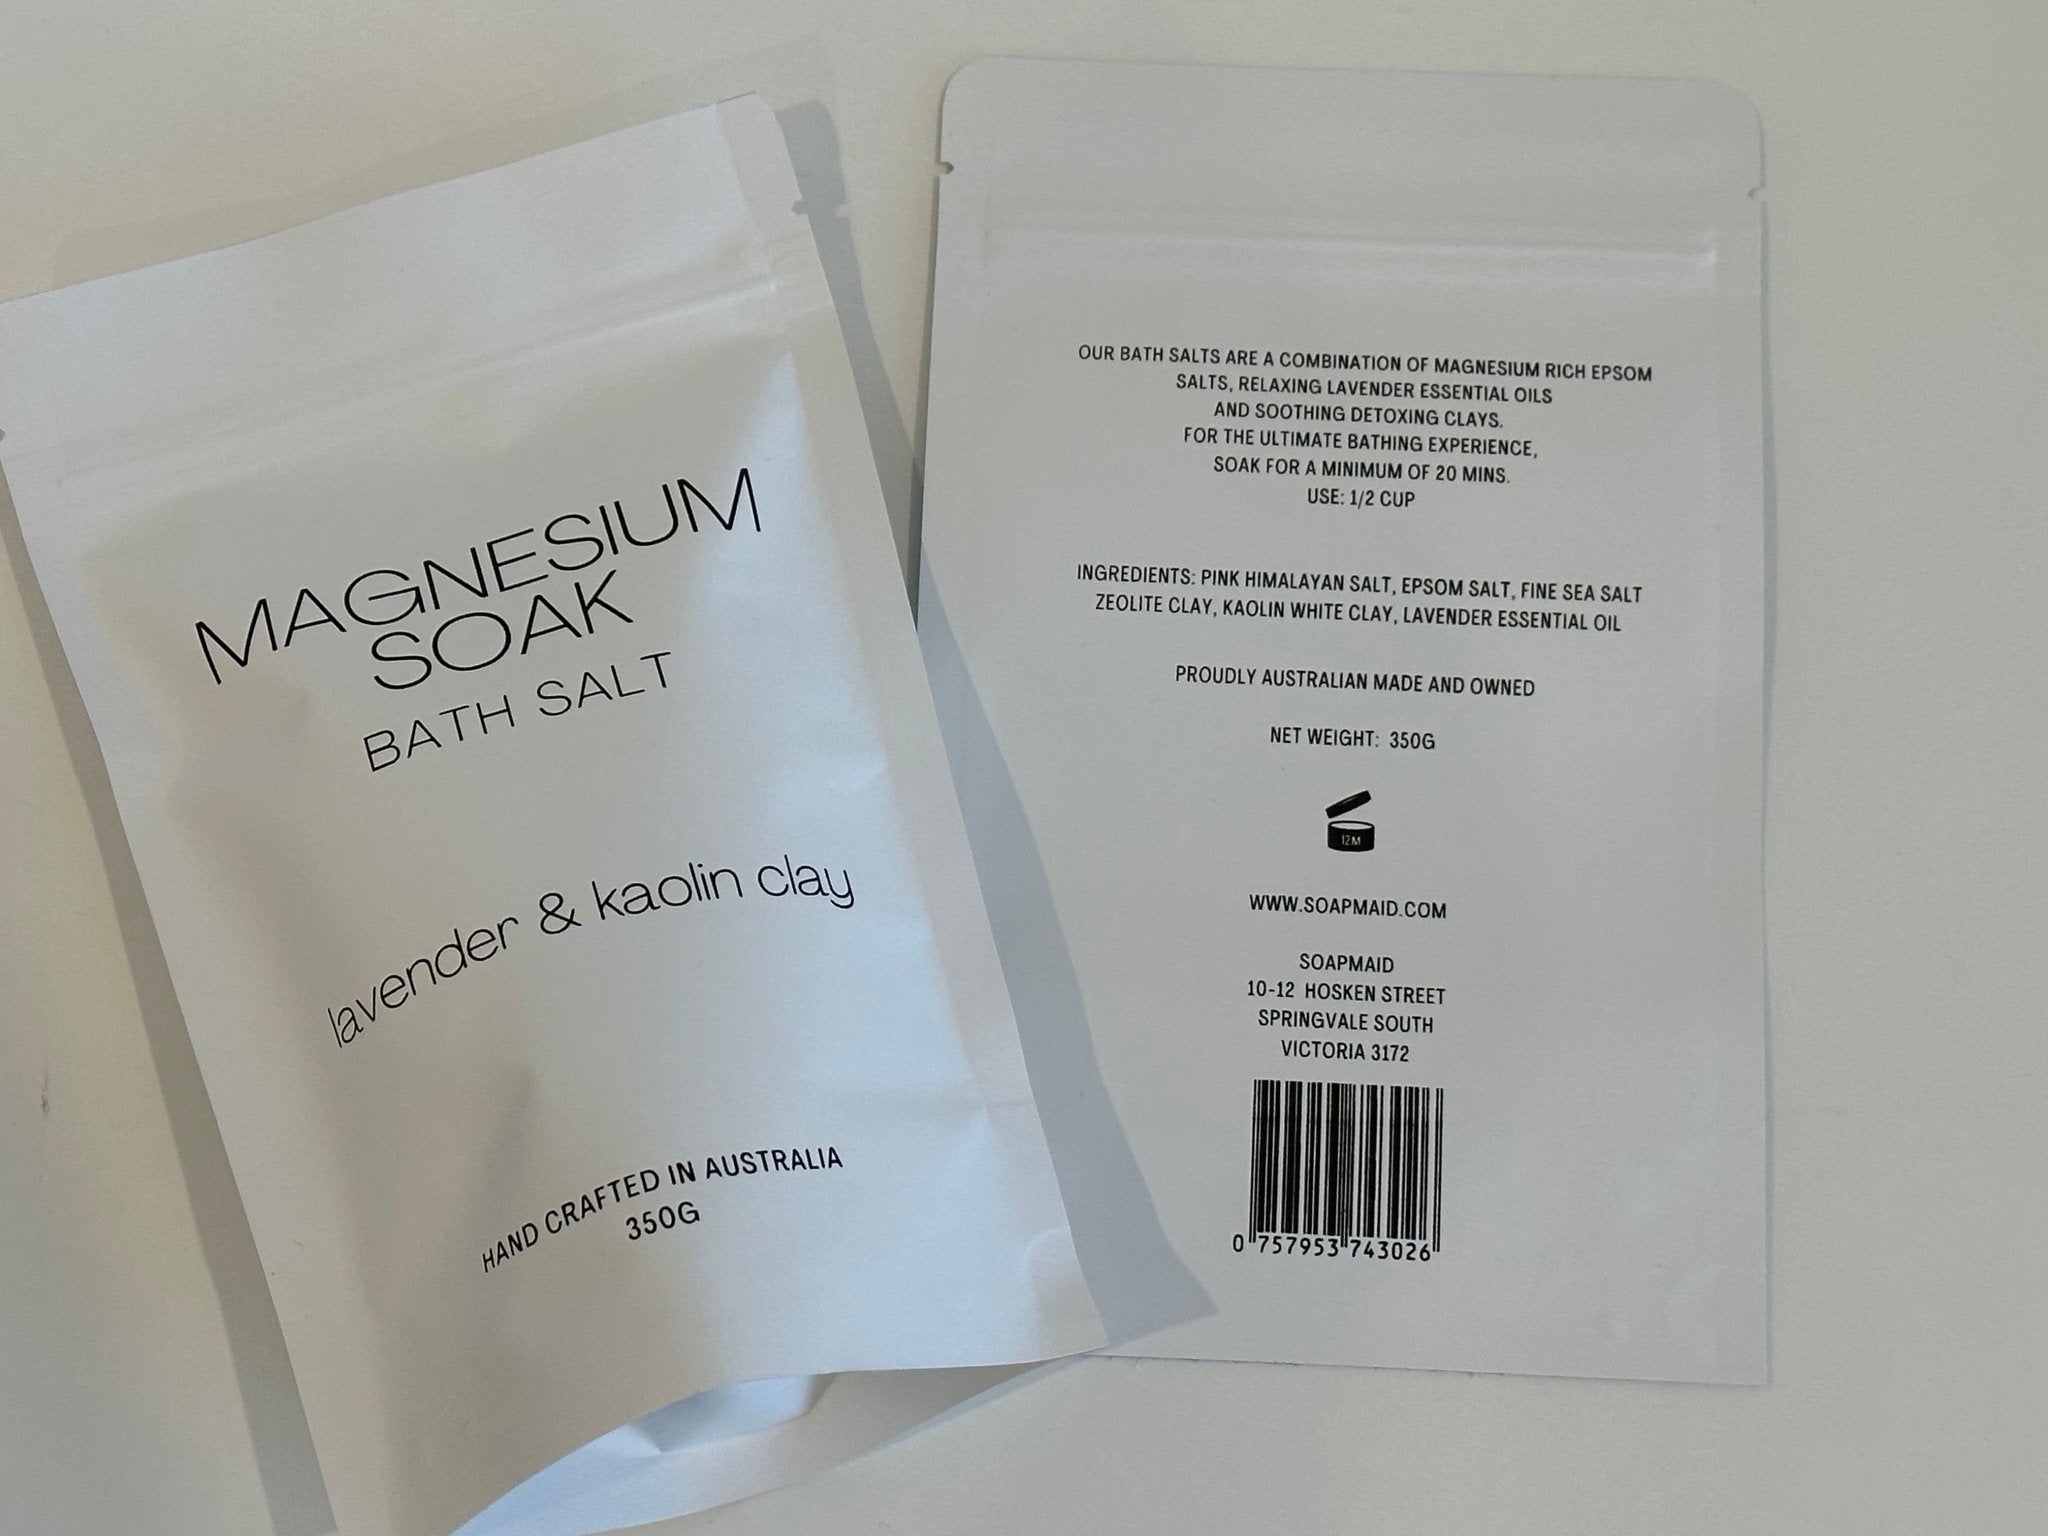 MAGNESIUM
SOAK
BATH SALT
lavender & kaolin clay
HAND CRAFTED IN AUSTRALIA
350G
OUR BATH SALTS ARE A COMBINATION OF MAGNESIUM RICH EPSOM
SALTS, RELAXING LAVENDER ESSENTIAL OILS
AND SOOTHING DETOXING CLAYS.
FOR THE ULTIMATE BATHING EXPERIENCE,
SOAK FOR A MINIMUM OF 20 MINS.
USE: 1/2 CUP
INGREDIENTS: PINK HIMALAYAN SALT, EPSOM SALT, FINE SEA SALT
ZEOLITE CLAY, KAOLIN WHITE CLAY, LAVENDER ESSENTIAL OIL
PROUDLY AUSTRALIAN MADE AND OWNED
NET WEIGHT: 350G
12M
WWW.SOAPMAID.COM
SOAPMAID
10-12 HOSKEN STREET
SPRINGVALE SOUTH
VICTORIA 3172
0 757953 743026